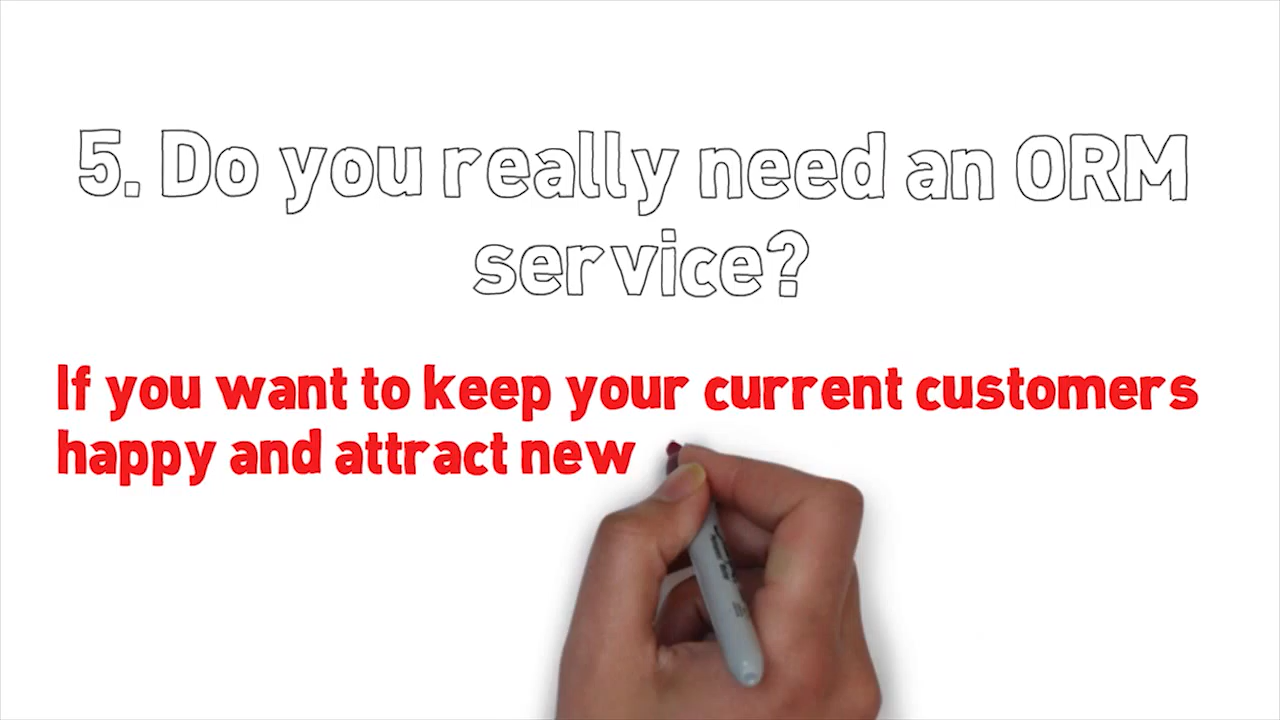 5. Do you really need an ORM
service?
If you want to keep your current customers
happy and attract new